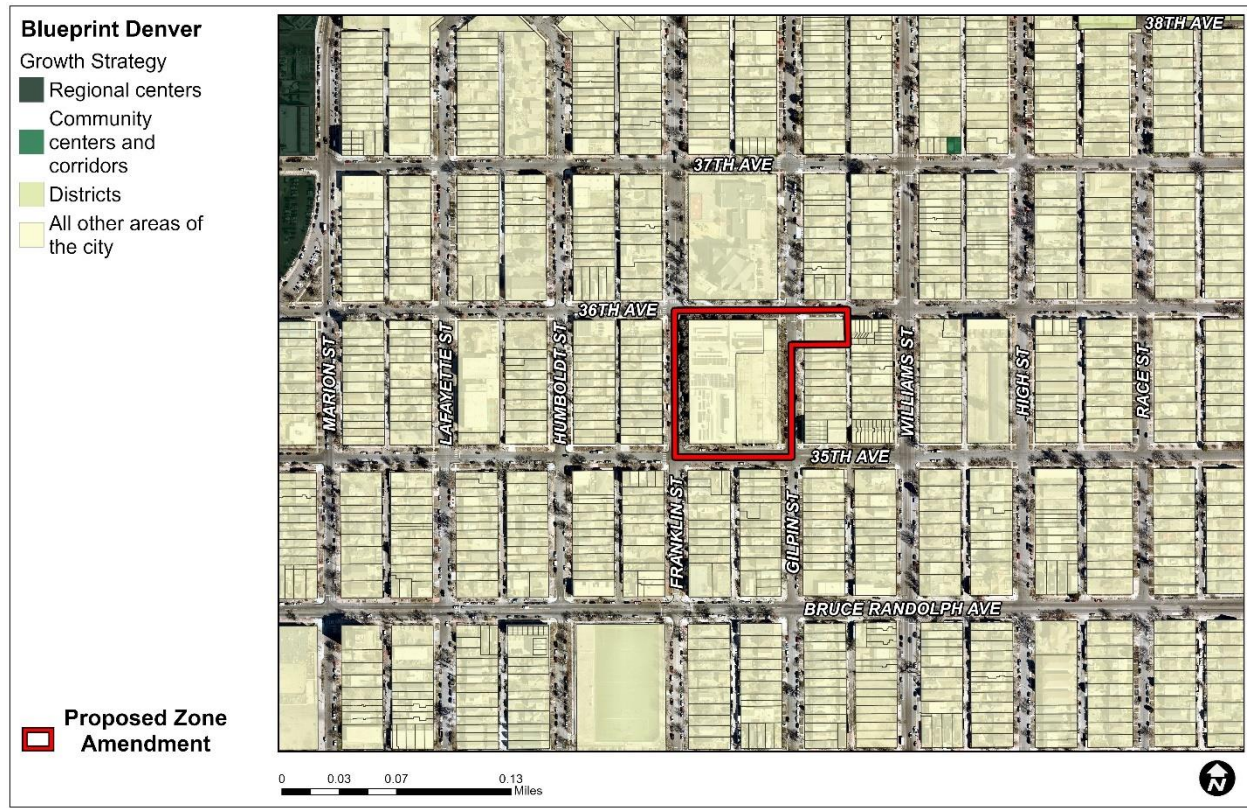 Blueprint Denver
Growth Strategy
Regional centers
Community
centers and
corridors
Districts
All other areas of
the city
38TH AVE
37TH AVE
36TH AVE
MARION ST
LAFAYETTE ST
HUMBOLDT ST
FRANKLIN ST
GILPIN ST
WILLIAMS ST
HIGH ST
RACE ST
35TH AVE
BRUCE RANDOLPH AVE
Proposed Zone
Amendment
0 0.03 0.07 0.13
Miles
N